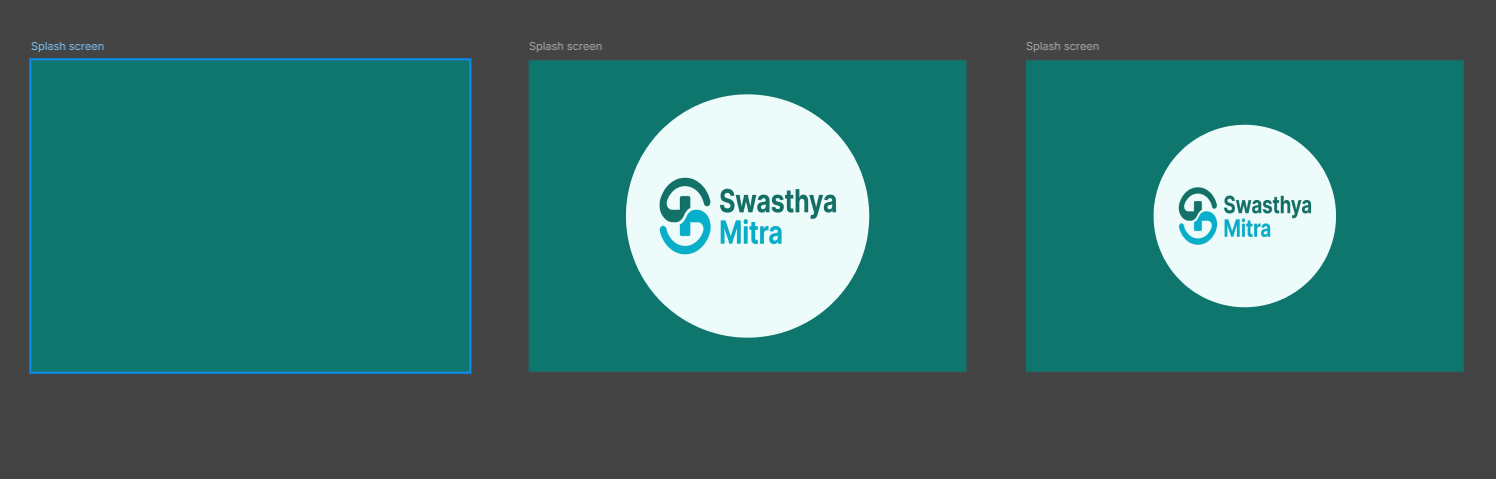 Splash screen
Splash screen
Splash screen
Swasthya
Mitra
Swasthya
Mitra